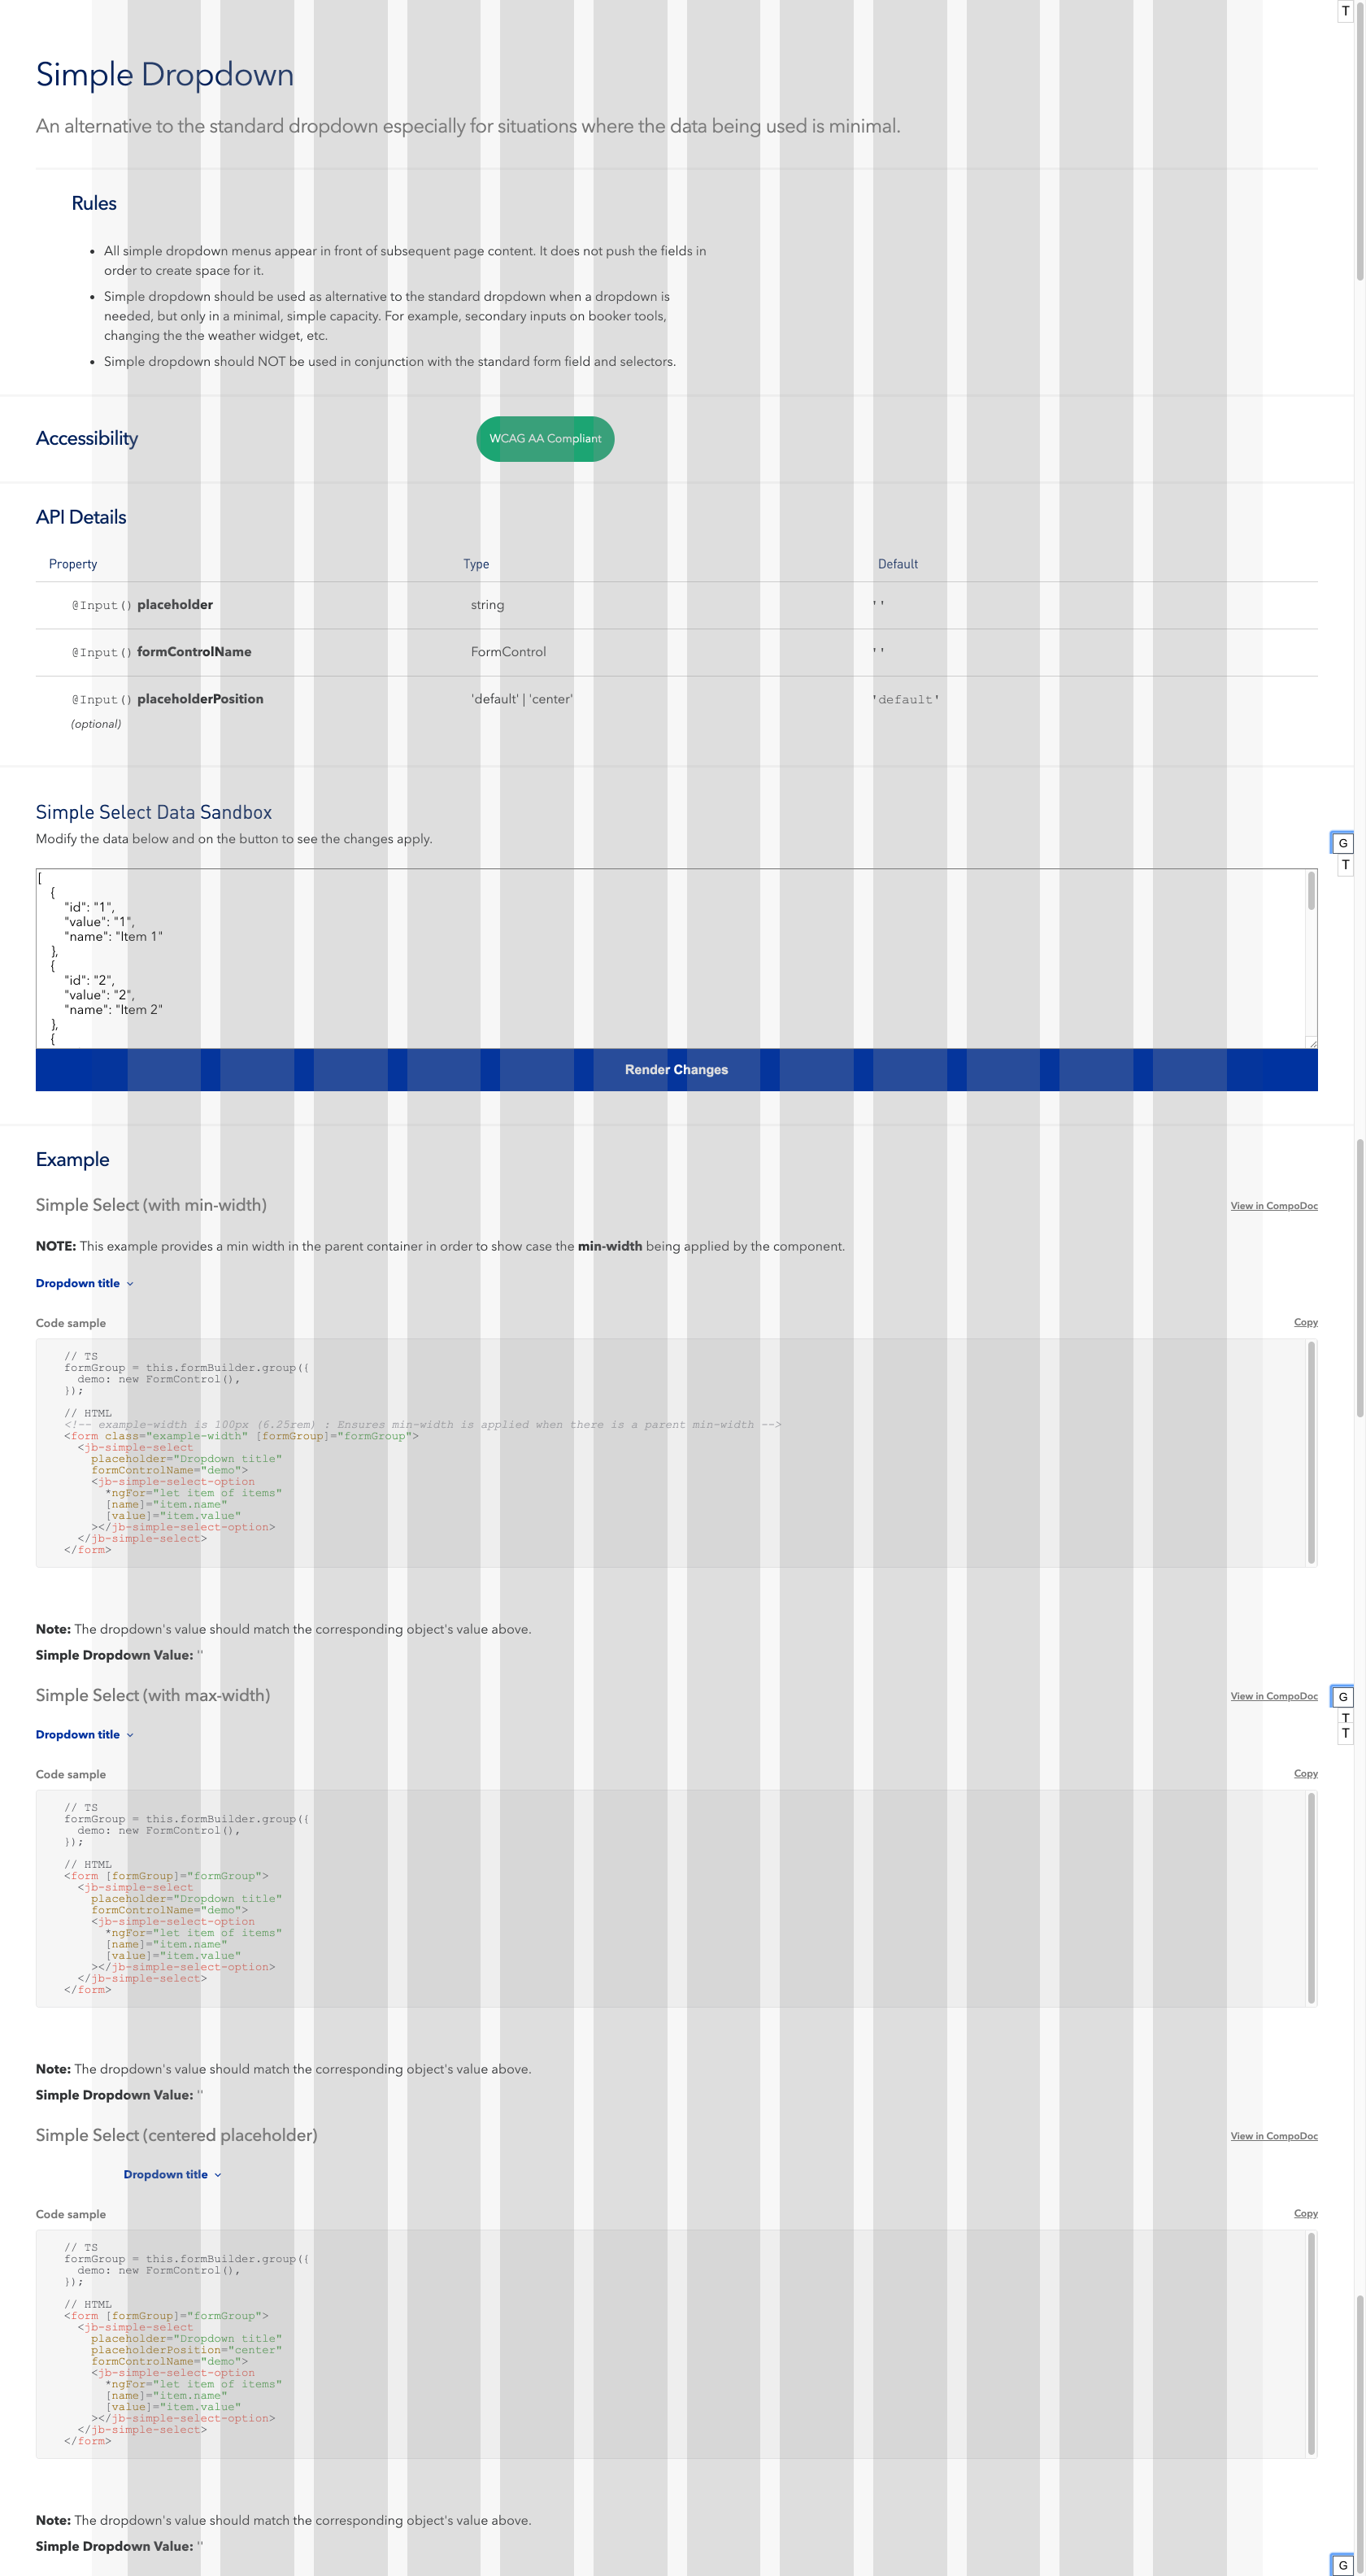 T
Simple Dropdown
An alternative to the standard dropdown especially for situations where the data being used is minimal.
Rules
• All simple dropdown menus appear in front of subsequent page content. It does not push the fields in
order to create space for it.
• Simple dropdown should be used as alternative to the standard dropdown when a dropdown is
needed, but only in a minimal, simple capacity. For example, secondary inputs on booker tools,
changing the the weather widget, etc.
• Simple dropdown should NOT be used in conjunction with the standard form field and selectors.
Accessibility WCAG AA Compliant
API Details
Property Type Default
@Input() placeholder string ''
@Input() formControlName FormControl ''
@Input() placeholderPosition 'default' | 'center' 'default'
(optional)
Simple Select Data Sandbox
Modify the data below and on the button to see the changes apply.
G
T
[
{
"id": "1",
"value": "1",
"name": "Item 1"
},
{
"id": "2",
"value": "2",
"name": "Item 2"
},
{
Render Changes
Example
Simple Select (with min-width) View in CompoDoc
NOTE: This example provides a min width in the parent container in order to show case the min-width being applied by the component.
Dropdown title
Code sample Copy
// TS
formGroup = this.formBuilder.group({
demo: new FormControl(),
});
// HTML
<!-- example-width is 100px (6.25rem) : Ensures min-width is applied when there is a parent min-width -->
<form class="example-width" [formGroup]="formGroup">
<jb-simple-select
placeholder="Dropdown title"
formControlName="demo">
<jb-simple-select-option
*ngFor="let item of items"
[name]="item.name"
[value]="item.value"
></jb-simple-select-option>
</jb-simple-select>
</form>
Note: The dropdown's value should match the corresponding object's value above.
Simple Dropdown Value: ''
Simple Select (with max-width) View in CompoDoc
G
T
T
Dropdown title
Code sample Copy
// TS
formGroup = this.formBuilder.group({
demo: new FormControl(),
});
// HTML
<form [formGroup]="formGroup">
<jb-simple-select
placeholder="Dropdown title"
formControlName="demo">
<jb-simple-select-option
*ngFor="let item of items"
[name]="item.name"
[value]="item.value"
></jb-simple-select-option>
</jb-simple-select>
</form>
Note: The dropdown's value should match the corresponding object's value above.
Simple Dropdown Value: ''
Simple Select (centered placeholder) View in CompoDoc
Dropdown title
Code sample Copy
// TS
formGroup = this.formBuilder.group({
demo: new FormControl(),
});
// HTML
<form [formGroup]="formGroup">
<jb-simple-select
placeholder="Dropdown title"
placeholderPosition="center"
formControlName="demo">
<jb-simple-select-option
*ngFor="let item of items"
[name]="item.name"
[value]="item.value"
></jb-simple-select-option>
</jb-simple-select>
</form>
Note: The dropdown's value should match the corresponding object's value above.
Simple Dropdown Value: ''
G